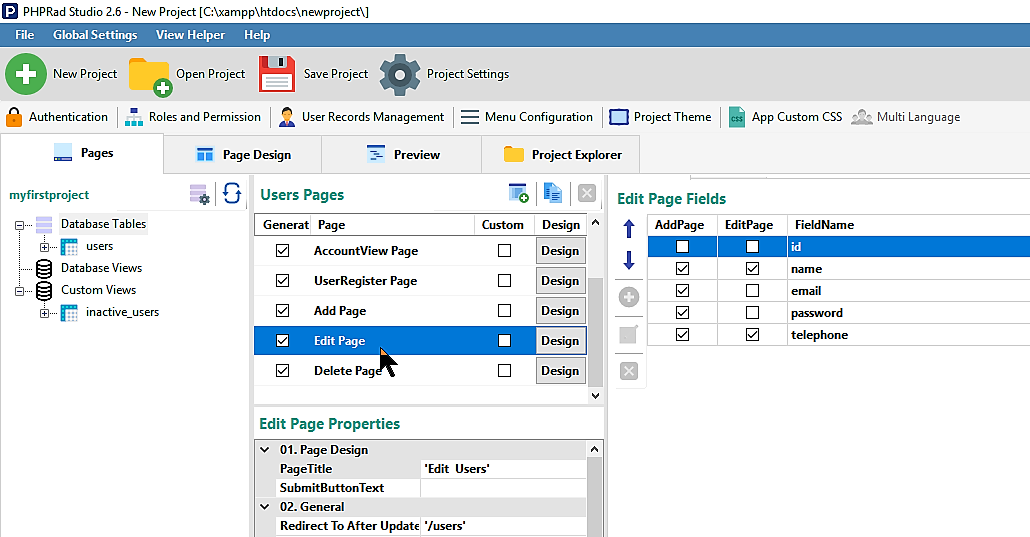 PHPRad Studio 2.6 - New Project [C:\xampp\htdocs\newproject\]
File Global Settings View Helper Help
New Project Open Project Save Project Project Settings
Authentication Roles and Permission User Records Management Menu Configuration Project Theme CSS App Custom CSS Multi Language
Pages Page Design Preview Project Explorer
myfirstproject
Database Tables
users
Database Views
Custom Views
inactive_users
Users Pages
Generat Page Custom Design
AccountView Page Design
UserRegister Page Design
Add Page Design
Edit Page Design
Delete Page Design
Edit Page Properties
01. Page Design
PageTitle 'Edit Users'
SubmitButtonText
02. General
Redirect To After Update '/users'
Edit Page Fields
AddPage EditPage FieldName
id
name
email
password
telephone